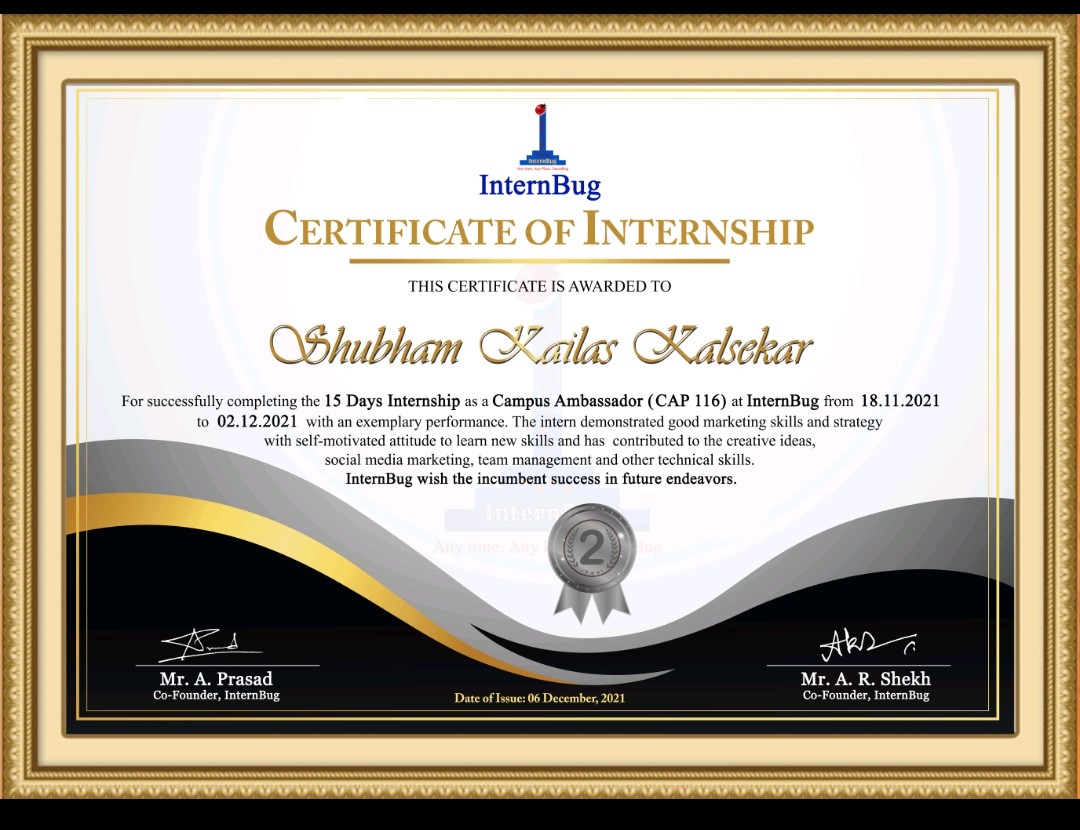 InternBug
Any time, Any Place, InternBug
InternBug
CERTIFICATE OF INTERNSHIP
THIS CERTIFICATE IS AWARDED TO
Shubham Kailas Kalsekar
For successfully completing the 15 Days Internship as a Campus Ambassador (CAP 116) at InternBug from 18.11.2021
to 02.12.2021 with an exemplary performance. The intern demonstrated good marketing skills and strategy
with self-motivated attitude to learn new skills and has contributed to the creative ideas,
social media marketing, team management and other technical skills.
InternBug wish the incumbent success in future endeavors.
Intern
Any time, Any Bug
2
Mr. A. Prasad
Co-Founder, InternBug
Date of Issue: 06 December, 2021
Mr. A. R. Shekh
Co-Founder, InternBug